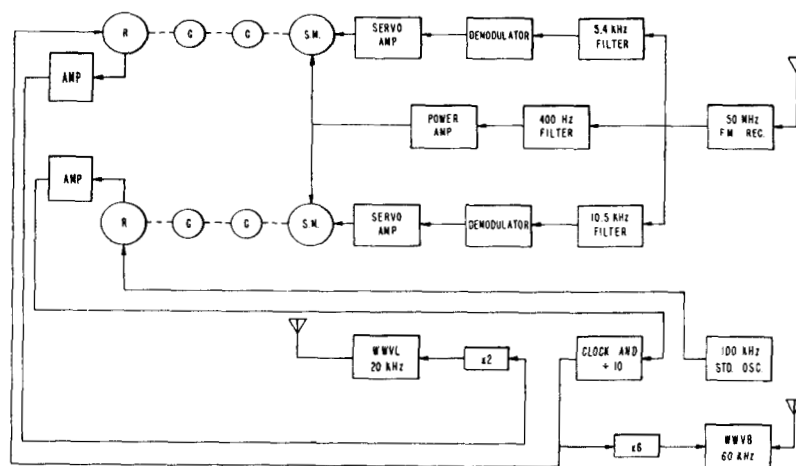 R
G
G
S.M.
SERVO
AMP
DEMODULATOR
5.4 KHz
FILTER
AMP
POWER
AMP
400 Hz
FILTER
50 MHz
FM REC.
AMP
R
G
G
S.M.
SERVO
AMP
DEMODULATOR
10.5 KHz
FILTER
WWVL
20 KHz
x2
CLOCK AND
÷ 10
100 KHz
STD. OSC.
x6
WWVB
60 KHz